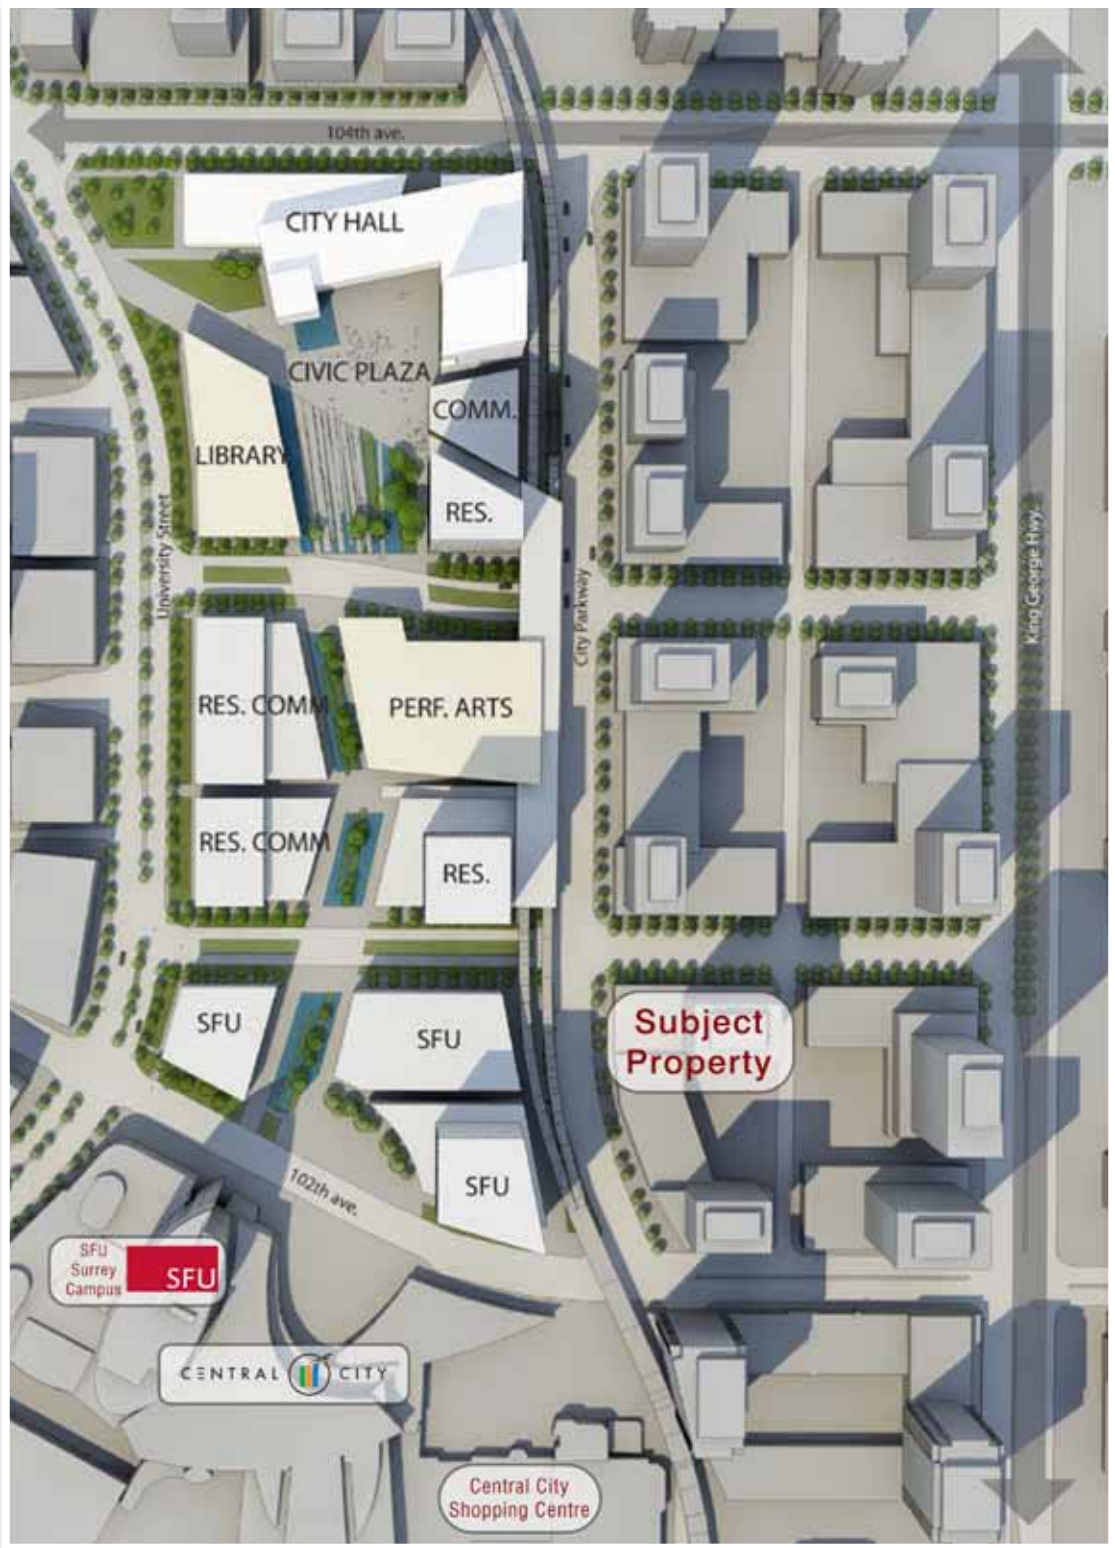 104th ave.
CITY HALL
CIVIC PLAZA
COMM.
LIBRARY
RES.
University Street
City Parkway
King George Hwy.
RES. COMM
PERF. ARTS
RES. COMM
RES.
SFU
SFU
Subject
Property
SFU
102th ave.
SFU
Surrey
Campus
SFU
CENTRAL CITY
Central City
Shopping Centre